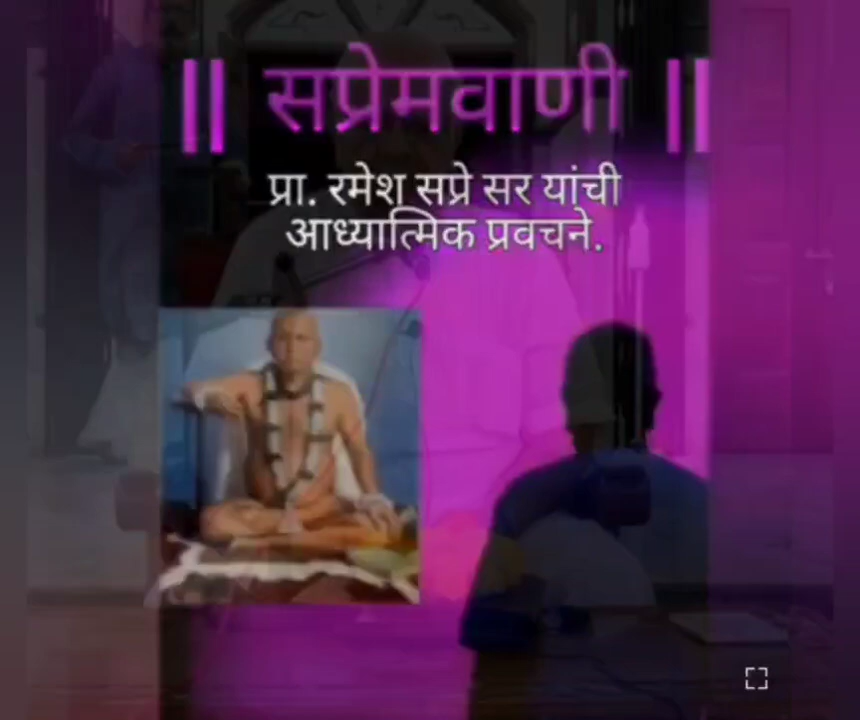 || सप्रेमवाणी ||
प्रा. रमेश सप्रे सर यांची
आध्यात्मिक प्रवचने.